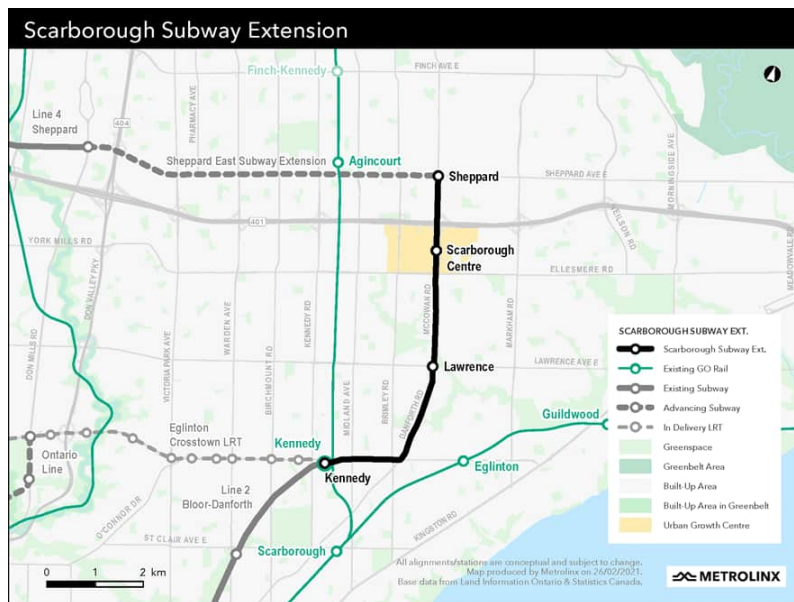 Scarborough Subway Extension
Finch-Kennedy
FINCH AVE E
Line 4
Sheppard
404
PHARMACY AVE
Sheppard East Subway Extension
Agincourt
Sheppard
SHEPPARD AVE E
MORNINGSIDE AVE
401
NEILSON RD
YORK MILLS RD
DON VALLEY PKY
Scarborough
Centre
ELLESMERE RD
MEADOWVALE RD
DON MILLS RD
VICTORIA PARK AVE
WARDEN AVE
BIRCHMOUNT RD
KENNEDY RD
MIDLAND AVE
BRIMLEY RD
MCCOWAN RD
DANFORTH RD
MARKHAM RD
Lawrence
LAWRENCE AVE E
Guildwood
Eglinton
Crosstown LRT
Kennedy
Ontario
Line
Kennedy
Eglinton
Line 2
Bloor-Danforth
O'CONNOR DR
ST CLAIR AVE E
KINGSTON RD
Scarborough
SCARBOROUGH SUBWAY EXT.
Scarborough Subway Ext.
Existing GO Rail
Existing Subway
Advancing Subway
In Delivery LRT
Greenspace
Greenbelt Area
Built-Up Area
Built-Up Area in Greenbelt
Urban Growth Centre
0 1 2 km
All alignments/stations are conceptual and subject to change.
Map produced by Metrolinx on 26/02/2021.
Base data from Land Information Ontario & Statistics Canada.
METROLINX